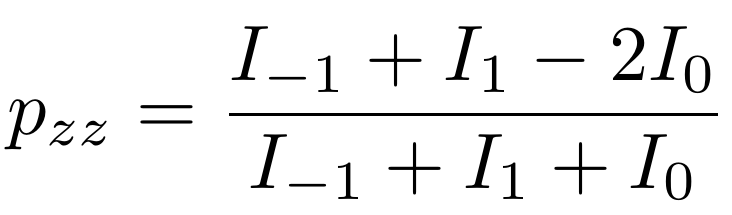 p_{zz} = \frac{I_{-1} + I_1 - 2I_0}{I_{-1} + I_1 + I_0}